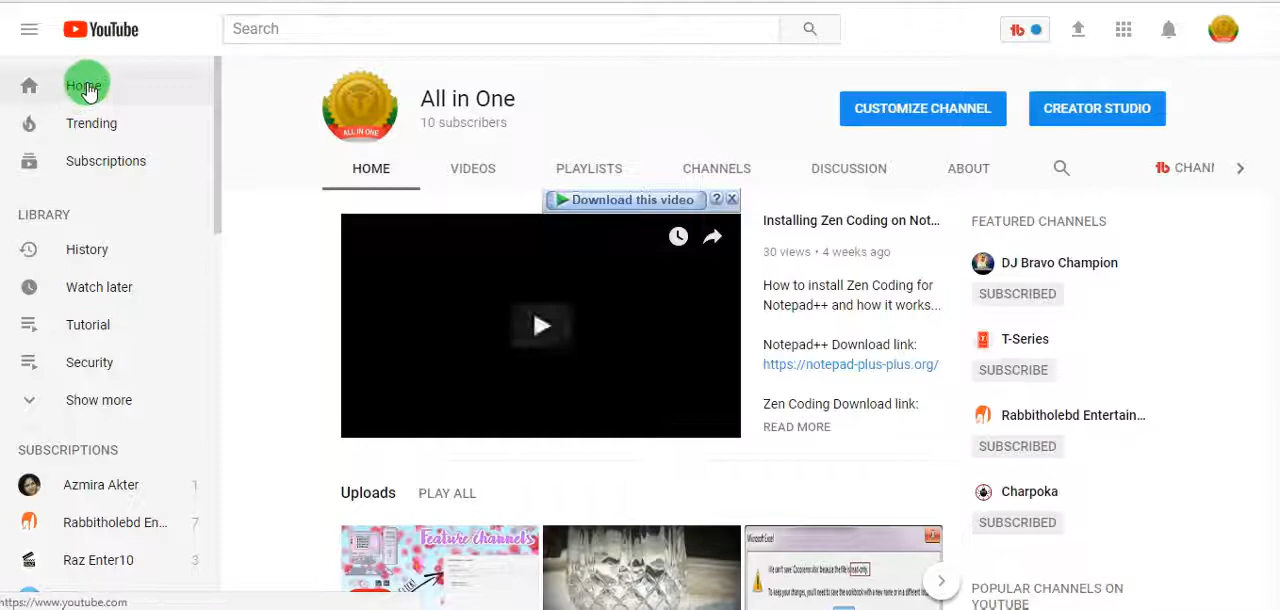 YouTube
Search
Home
Trending
Subscriptions
LIBRARY
History
Watch later
Tutorial
Security
Show more
SUBSCRIPTIONS
Azmira Akter 1
Rabbitholebd En... 7
Raz Enter10 3
https://www.youtube.com
ALL IN ONE
All in One
10 subscribers
CUSTOMIZE CHANNEL
CREATOR STUDIO
HOME VIDEOS PLAYLISTS CHANNELS DISCUSSION ABOUT
Download this video ? X
Installing Zen Coding on Not...
30 views • 4 weeks ago
How to install Zen Coding for
Notepad++ and how it works...
Notepad++ Download link:
https://notepad-plus-plus.org/
Zen Coding Download link:
READ MORE
Uploads PLAY ALL
Feature channels
Microsoft Excel
FEATURED CHANNELS
DJ Bravo Champion
SUBSCRIBED
T-Series
SUBSCRIBE
Rabbitholebd Entertain...
SUBSCRIBED
Charpoka
SUBSCRIBED
POPULAR CHANNELS ON
YOUTUBE